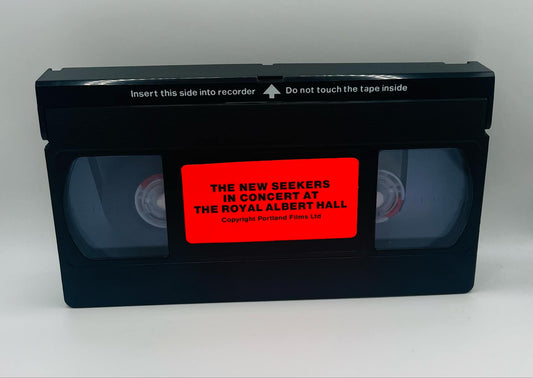 Insert this side into recorder Do not touch the tape inside
THE NEW SEEKERS
IN CONCERT AT
THE ROYAL ALBERT HALL
Copyright Portland Films Ltd